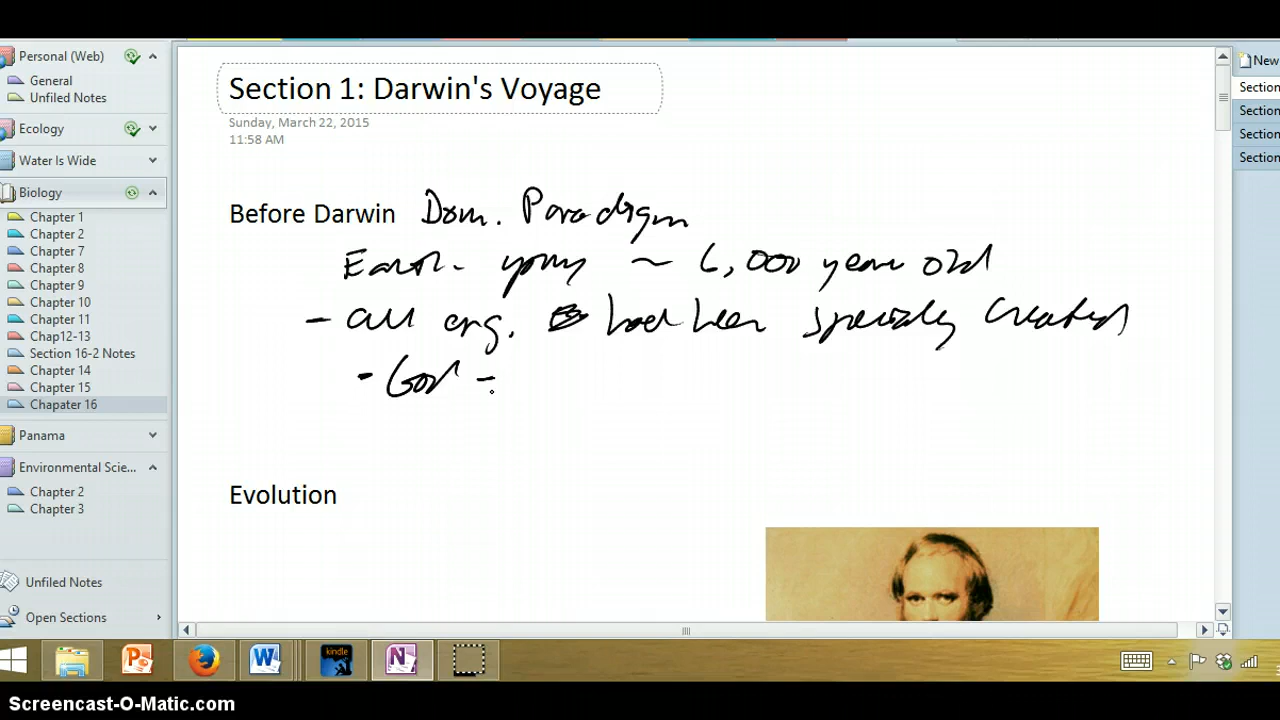 Personal (Web)
General
Unfiled Notes
Ecology
Water Is Wide
Biology
Chapter 1
Chapter 2
Chapter 7
Chapter 8
Chapter 9
Chapter 10
Chapter 11
Chap12-13
Section 16-2 Notes
Chapter 14
Chapter 15
Chapater 16
Panama
Environmental Scie...
Chapter 2
Chapter 3
Unfiled Notes
Open Sections
Section 1: Darwin's Voyage
Sunday, March 22, 2015
11:58 AM
Before Darwin Dom. Paradigm
Earth - young ~ 6,000 years old
- all org. had been specially created
- God -
Evolution
New
Section
Section
Section
Section
kindle
Screencast-O-Matic.com